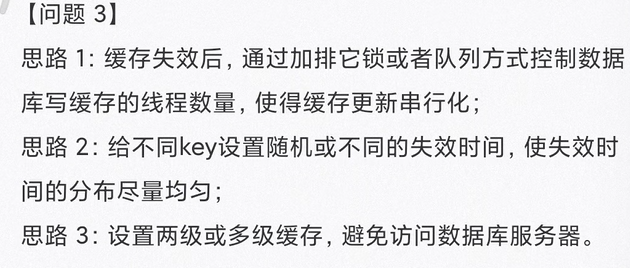 【问题 3】
思路 1: 缓存失效后, 通过加排它锁或者队列方式控制数据
库写缓存的线程数量, 使得缓存更新串行化;
思路 2: 给不同key设置随机或不同的失效时间, 使失效时
间的分布尽量均匀;
思路 3: 设置两级或多级缓存, 避免访问数据库服务器。